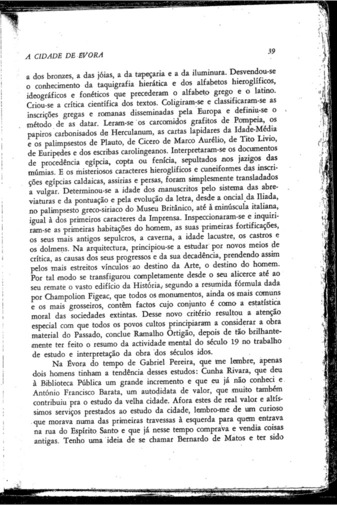 A CIDADE DE ÉVORA
39
a dos bronzes, a das jóias, a da tapeçaria e a da iluminura. Desvendou-se
o conhecimento da taquigrafia hierática e dos alfabetos hieroglíficos,
ideográficos e fonéticos que precederam o alfabeto grego e o latino.
Criou-se a crítica científica dos textos. Coligiram-se e classificaram-se as
inscrições gregas e romanas disseminadas pela Europa e definiu-se o
método de as datar. Leram-se os carcomidos grafitos de Pompeia, os
papiros carbonisados de Herculanum, as cartas lapidares da Idade-Média
e os palimpsestos de Plauto, de Cícero de Marco Aurélio, de Tito Livio,
de Euripedes e dos escribas carolingeanos. Interpretaram-se os documentos
de procedência egípcia, copta ou fenícia, sepultados nos jazigos das
múmias. E os misteriosos caracteres hieroglíficos e cuneiformes das inscri-
ções egípcias caldaicas, assirias e persas, foram simplesmente transladados
a vulgar. Determinou-se a idade dos manuscritos pelo sistema das abre-
viaturas e da pontuação e pela evolução da letra, desde a oncial da Iliada,
no palimpsesto greco-siriaco do Museu Britânico, até á minúscula italiana,
igual à dos primeiros caracteres da Imprensa. Inspeccionaram-se e inquiri-
ram-se as primeiras habitações do homem, as suas primeiras fortificações,
os seus mais antigos sepulcros, a caverna, a idade lacustre, os castros e
os dolmens. Na arquitectura, principiou-se a estudar por novos meios de
crítica, as causas dos seus progressos e da sua decadência, prendendo assim
pelos mais estreitos vínculos ao destino da Arte, o destino do homem.
Por tal modo se transfigurou completamente desde o seu alicerce até ao
seu remate o vasto edifício da História, segundo a resumida fórmula dada
por Champolion Figeac, que todos os monumentos, ainda os mais comuns
e os mais grosseiros, contêm factos cujo conjunto é como a estatística
moral das sociedades extintas. Desse novo critério resultou a atenção
especial com que todos os povos cultos principiaram a considerar a obra
material do Passado, conclue Ramalho Ortigão, depois de tão brilhante-
mente ter feito o resumo da actividade mental do século 19 no trabalho
de estudo e interpretação da obra dos séculos idos.
Na Évora do tempo de Gabriel Pereira, que me lembre, apenas
dois homens tinham a tendência desses estudos: Cunha Rivara, que deu
à Biblioteca Pública um grande incremento e que eu já não conheci e
António Francisco Barata, um autodidata de valor, que muito também
contribuiu pra o estudo da velha cidade. Afora estes de real valor e altís-
simos serviços prestados ao estudo da cidade, lembro-me de um curioso
que morava numa das primeiras travessas à esquerda para quem entrava
na rua do Espírito Santo e que já nesse tempo comprava e vendia coisas
antigas. Tenho uma ideia de se chamar Bernardo de Matos e ter sido